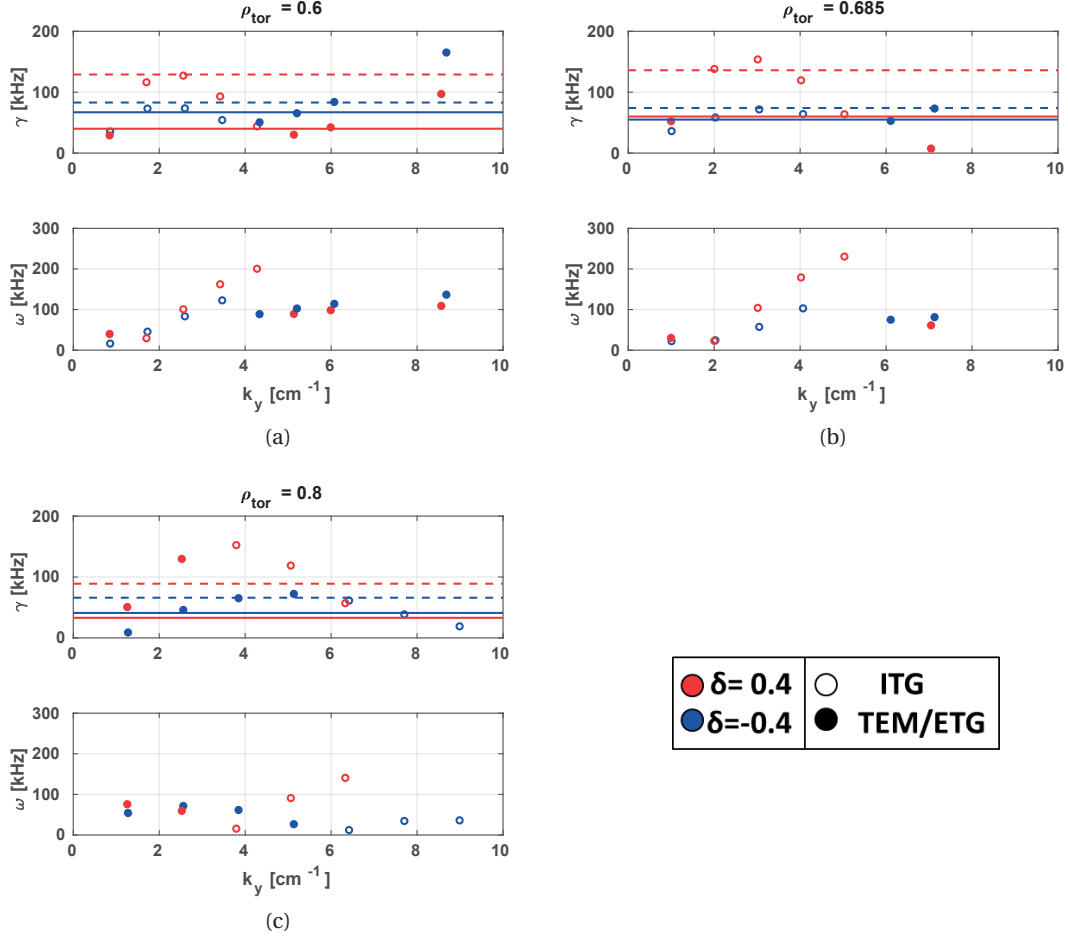 ρtor = 0.6
200
100
0
γ [kHz]
0 2 4 6 8 10
300
200
100
0
ω [kHz]
0 2 4 6 8 10
ky [cm -1]
(a)
ρtor = 0.685
200
100
0
γ [kHz]
0 2 4 6 8 10
300
200
100
0
ω [kHz]
0 2 4 6 8 10
ky [cm -1]
(b)
ρtor = 0.8
200
100
0
γ [kHz]
0 2 4 6 8 10
300
200
100
0
ω [kHz]
0 2 4 6 8 10
ky [cm -1]
(c)
δ= 0.4 ITG
δ=-0.4 TEM/ETG